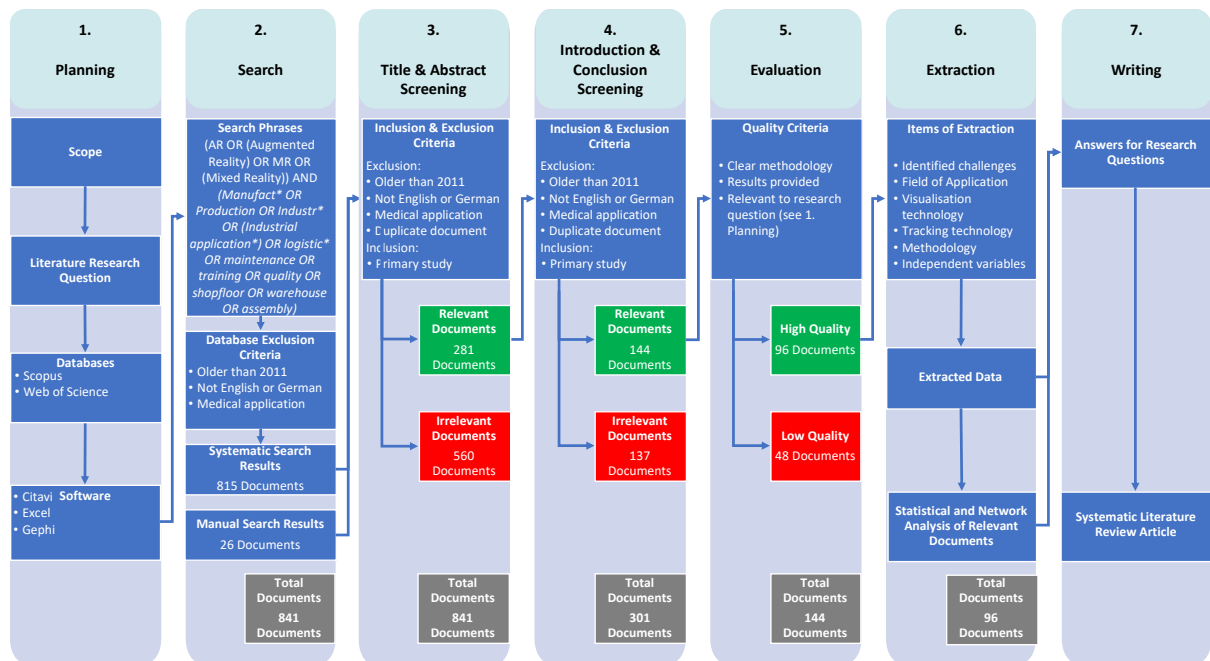 1.
Planning
Scope
Literature Research
Question
Databases
• Scopus
• Web of Science
Software
• Citavi
• Excel
• Gephi
2.
Search
Search Phrases
(AR OR (Augmented
Reality) OR MR OR
(Mixed Reality)) AND
(Manufact* OR
Production OR Industr*
OR (Industrial
application*) OR logistic*
OR maintenance OR
training OR quality OR
shopfloor OR warehouse
OR assembly)
Database Exclusion
Criteria
• Older than 2011
• Not English or German
• Medical application
Systematic Search
Results
815 Documents
Manual Search Results
26 Documents
Total
Documents
841
Documents
3.
Title & Abstract
Screening
Inclusion & Exclusion
Criteria
Exclusion:
• Older than 2011
• Not English or German
• Medical application
• Duplicate document
Inclusion:
• Primary study
Relevant
Documents
281
Documents
Irrelevant
Documents
560
Documents
Total
Documents
841
Documents
4.
Introduction &
Conclusion
Screening
Inclusion & Exclusion
Criteria
Exclusion:
• Older than 2011
• Not English or German
• Medical application
• Duplicate document
Inclusion:
• Primary study
Relevant
Documents
144
Documents
Irrelevant
Documents
137
Documents
Total
Documents
301
Documents
5.
Evaluation
Quality Criteria
• Clear methodology
• Results provided
• Relevant to research
question (see 1.
Planning)
High Quality
96 Documents
Low Quality
48 Documents
Total
Documents
144
Documents
6.
Extraction
Items of Extraction
• Identified challenges
• Field of Application
• Visualisation
technology
• Tracking technology
• Methodology
• Independent variables
Extracted Data
Statistical and Network
Analysis of Relevant
Documents
Total
Documents
96
Documents
7.
Writing
Answers for Research
Questions
Systematic Literature
Review Article